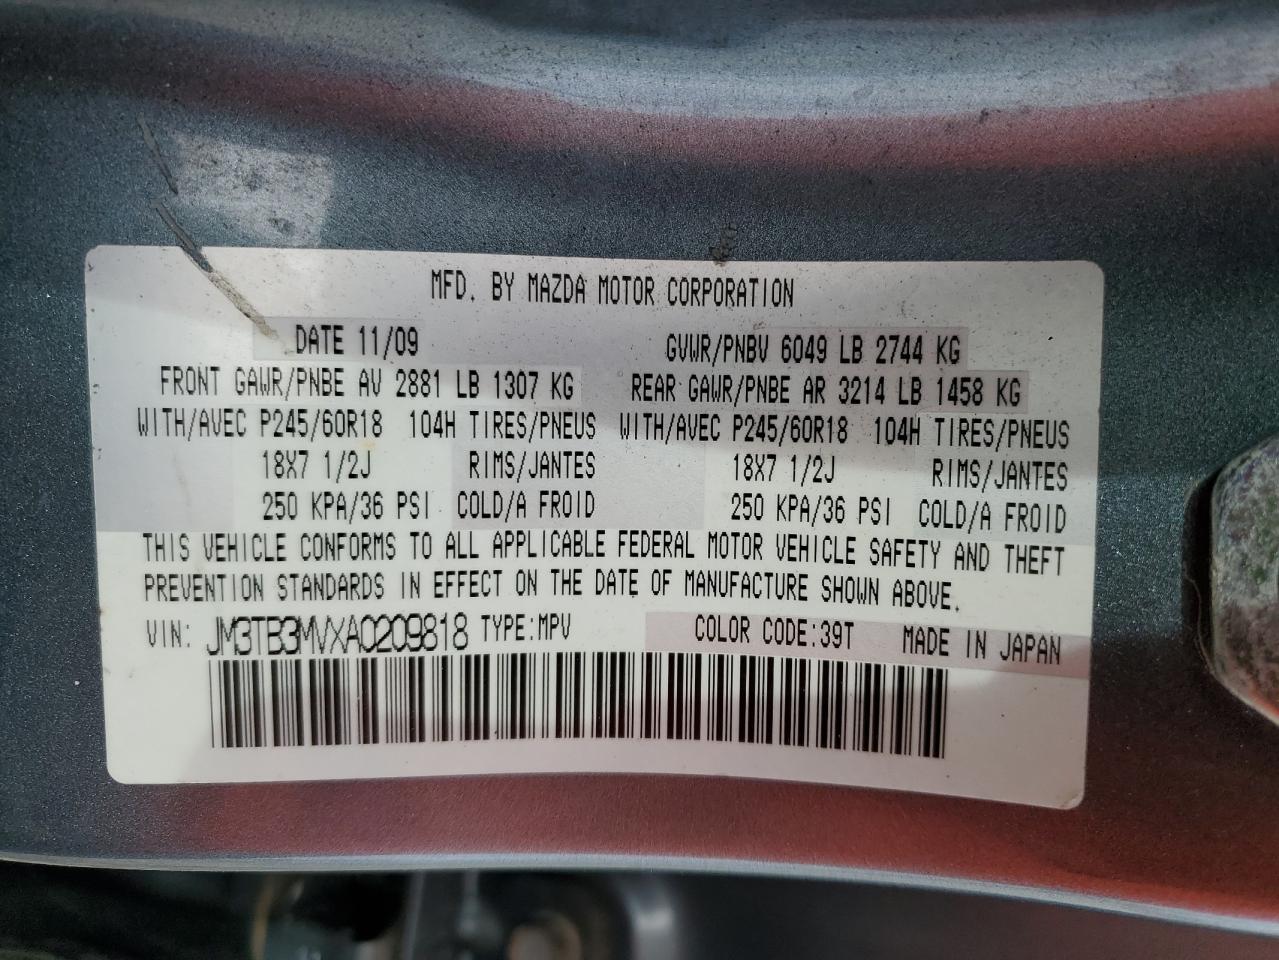 MFD. BY MAZDA MOTOR CORPORATION
DATE 11/09 GVWR/PNBV 6049 LB 2744 KG
FRONT GAWR/PNBE AV 2881 LB 1307 KG REAR GAWR/PNBE AR 3214 LB 1458 KG
WITH/AVEC P245/60R18 104H TIRES/PNEUS WITH/AVEC P245/60R18 104H TIRES/PNEUS
18X7 1/2J RIMS/JANTES 18X7 1/2J RIMS/JANTES
250 KPA/36 PSI COLD/A FROID 250 KPA/36 PSI COLD/A FROID
THIS VEHICLE CONFORMS TO ALL APPLICABLE FEDERAL MOTOR VEHICLE SAFETY AND THEFT
PREVENTION STANDARDS IN EFFECT ON THE DATE OF MANUFACTURE SHOWN ABOVE.
VIN: JM3TB3MVXA0209818 TYPE:MPV COLOR CODE:39T MADE IN JAPAN